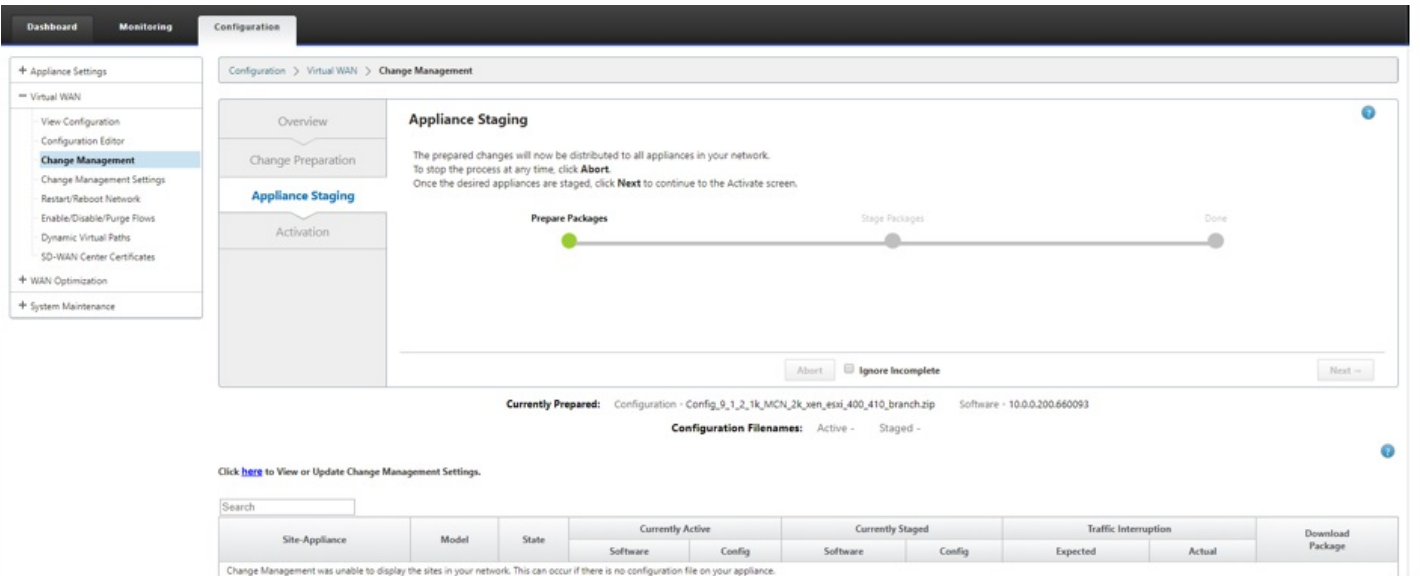 Dashboard Monitoring Configuration
+ Appliance Settings
− Virtual WAN
View Configuration
Configuration Editor
Change Management
Change Management Settings
Restart/Reboot Network
Enable/Disable/Purge Flows
Dynamic Virtual Paths
SD-WAN Center Certificates
+ WAN Optimization
+ System Maintenance
Configuration > Virtual WAN > Change Management
Overview
Change Preparation
Appliance Staging
Activation
Appliance Staging
?
The prepared changes will now be distributed to all appliances in your network.
To stop the process at any time, click Abort.
Once the desired appliances are staged, click Next to continue to the Activate screen.
Prepare Packages Stage Packages Done
Abort Ignore Incomplete Next →
Currently Prepared: Configuration - Config_9_1_2_1k_MCN_2k_xen_esxi_400_410_branch.zip Software - 10.0.0.200.660093
Configuration Filenames: Active - Staged -
?
Click here to View or Update Change Management Settings.
Search
Site-Appliance Model State Currently Active Currently Staged Traffic Interruption Download Package
Software Config Software Config Expected Actual
Change Management was unable to display the sites in your network. This can occur if there is no configuration file on your appliance.